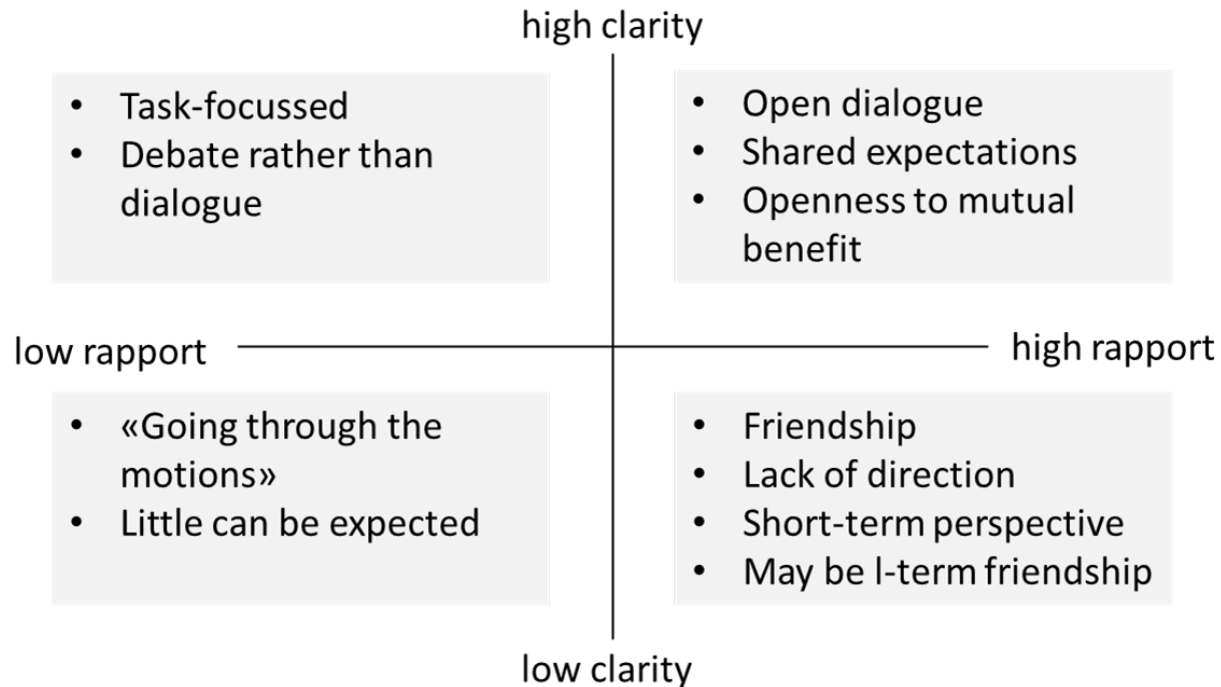 high clarity
• Task-focussed
• Debate rather than
dialogue
• Open dialogue
• Shared expectations
• Openness to mutual
benefit
low rapport
high rapport
• «Going through the
motions»
• Little can be expected
• Friendship
• Lack of direction
• Short-term perspective
• May be l-term friendship
low clarity